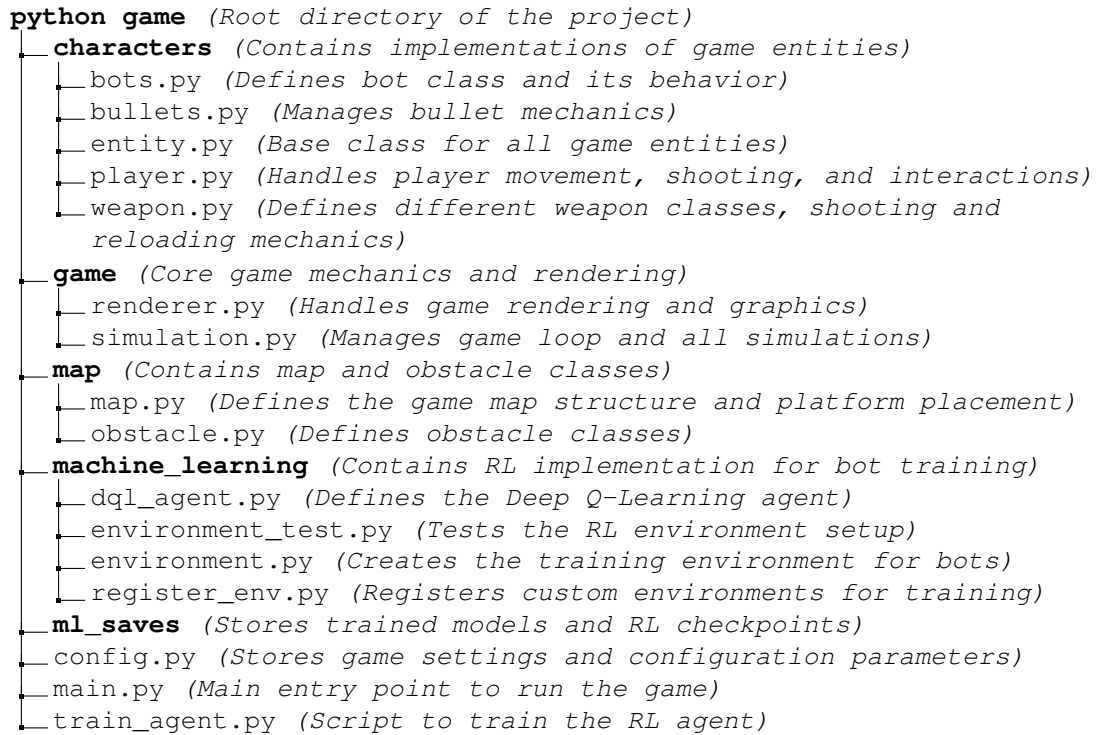 python game (Root directory of the project)
characters (Contains implementations of game entities)
bots.py (Defines bot class and its behavior)
bullets.py (Manages bullet mechanics)
entity.py (Base class for all game entities)
player.py (Handles player movement, shooting, and interactions)
weapon.py (Defines different weapon classes, shooting and
reloading mechanics)
game (Core game mechanics and rendering)
renderer.py (Handles game rendering and graphics)
simulation.py (Manages game loop and all simulations)
map (Contains map and obstacle classes)
map.py (Defines the game map structure and platform placement)
obstacle.py (Defines obstacle classes)
machine_learning (Contains RL implementation for bot training)
dql_agent.py (Defines the Deep Q-Learning agent)
environment_test.py (Tests the RL environment setup)
environment.py (Creates the training environment for bots)
register_env.py (Registers custom environments for training)
ml_saves (Stores trained models and RL checkpoints)
config.py (Stores game settings and configuration parameters)
main.py (Main entry point to run the game)
train_agent.py (Script to train the RL agent)